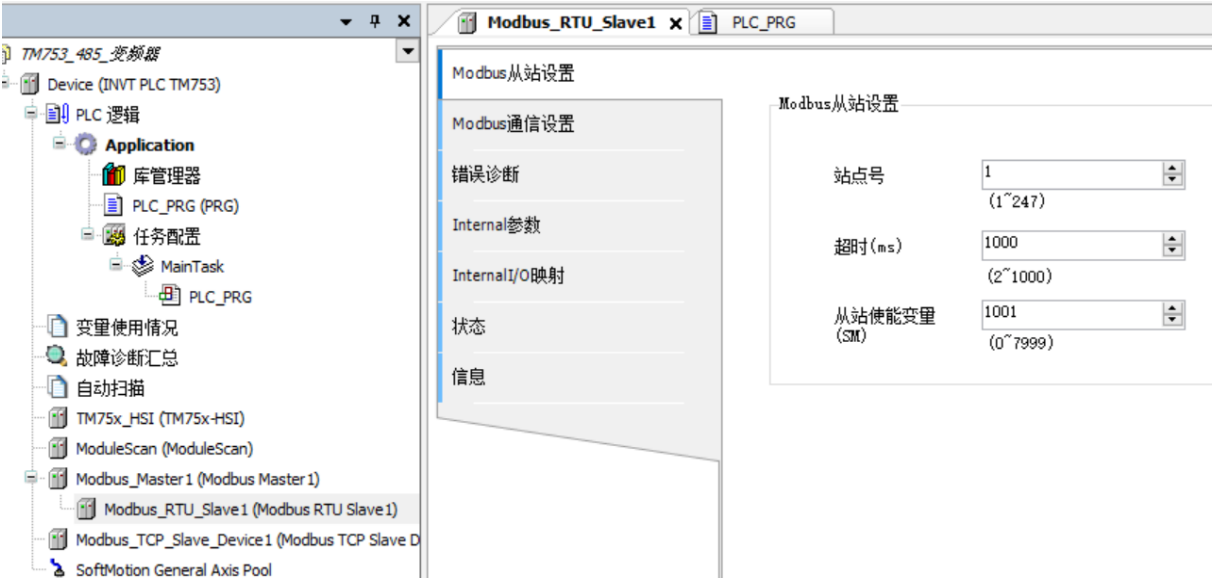 TM753_485_变频器
Device (INVT PLC TM753)
PLC 逻辑
Application
库管理器
PLC_PRG (PRG)
任务配置
MainTask
PLC_PRG
变量使用情况
故障诊断汇总
自动扫描
TM75x_HSI (TM75x-HSI)
ModuleScan (ModuleScan)
Modbus_Master1 (Modbus Master1)
Modbus_RTU_Slave1 (Modbus RTU Slave1)
Modbus_TCP_Slave_Device1 (Modbus TCP Slave D
SoftMotion General Axis Pool
Modbus_RTU_Slave1
PLC_PRG
Modbus从站设置
Modbus通信设置
错误诊断
Internal参数
InternalI/O映射
状态
信息
Modbus从站设置
站点号
1
(1~247)
超时(ms)
1000
(2~1000)
从站使能变量
(SM)
1001
(0~7999)